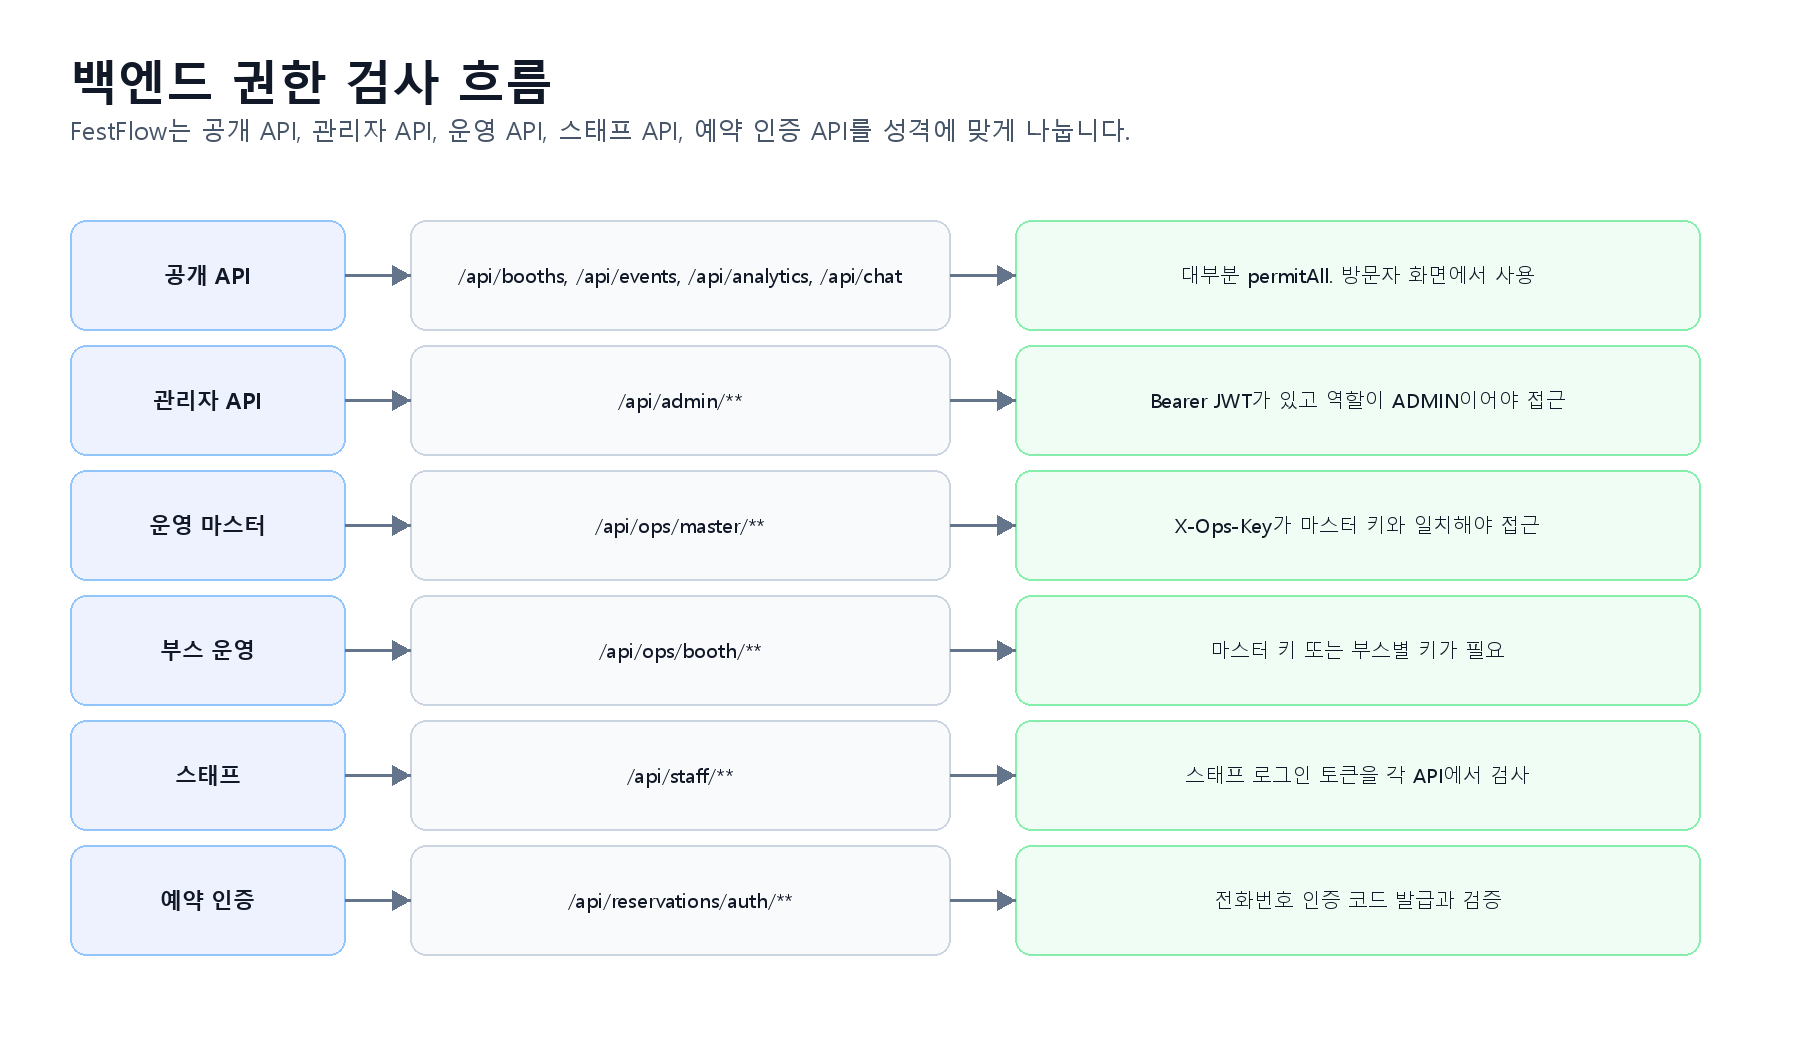 백엔드 권한 검사 흐름
FestFlow는 공개 API, 관리자 API, 운영 API, 스태프 API, 예약 인증 API를 성격에 맞게 나눕니다.
공개 API
/api/booths, /api/events, /api/analytics, /api/chat
대부분 permitAll. 방문자 화면에서 사용
관리자 API
/api/admin/**
Bearer JWT가 있고 역할이 ADMIN이어야 접근
운영 마스터
/api/ops/master/**
X-Ops-Key가 마스터 키와 일치해야 접근
부스 운영
/api/ops/booth/**
마스터 키 또는 부스별 키가 필요
스태프
/api/staff/**
스태프 로그인 토큰을 각 API에서 검사
예약 인증
/api/reservations/auth/**
전화번호 인증 코드 발급과 검증